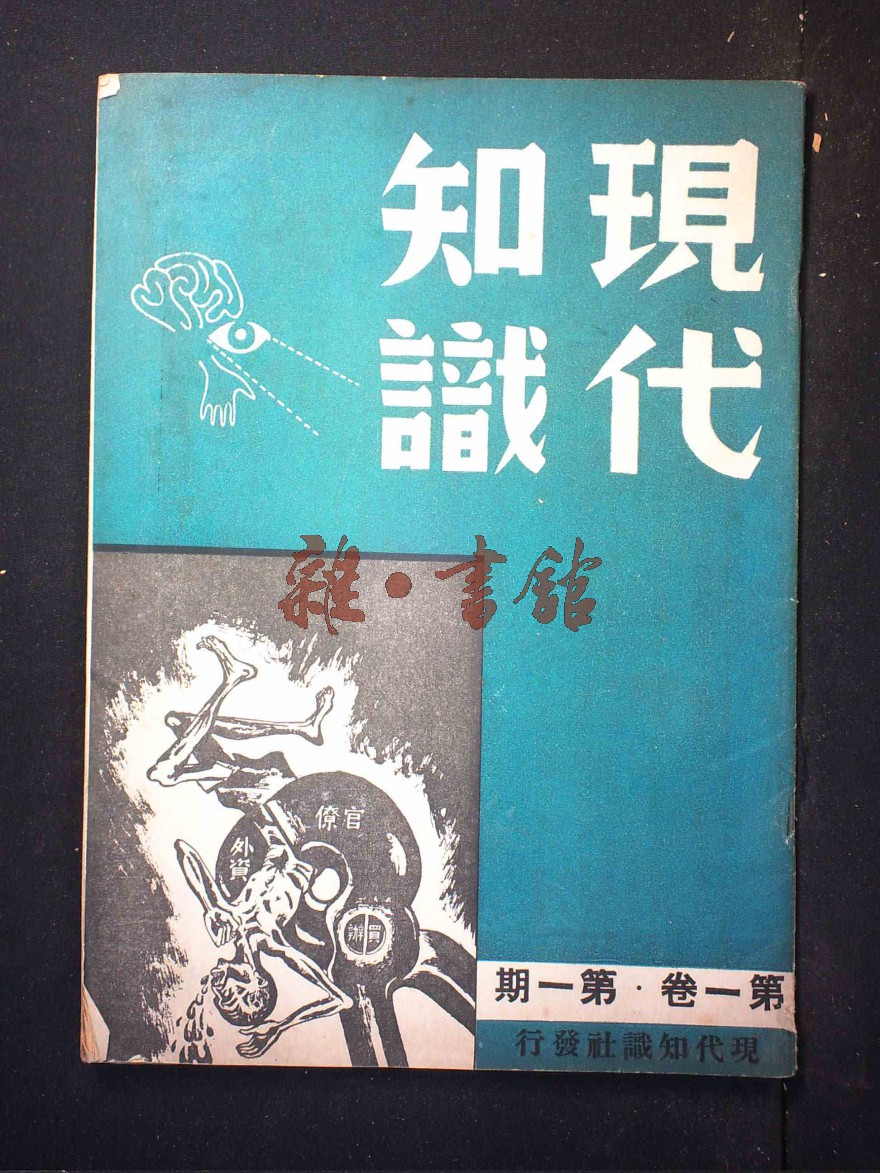 現代
知識
雜·書館
官僚
外資
買辦
第一卷·第一期
現代知識社發行